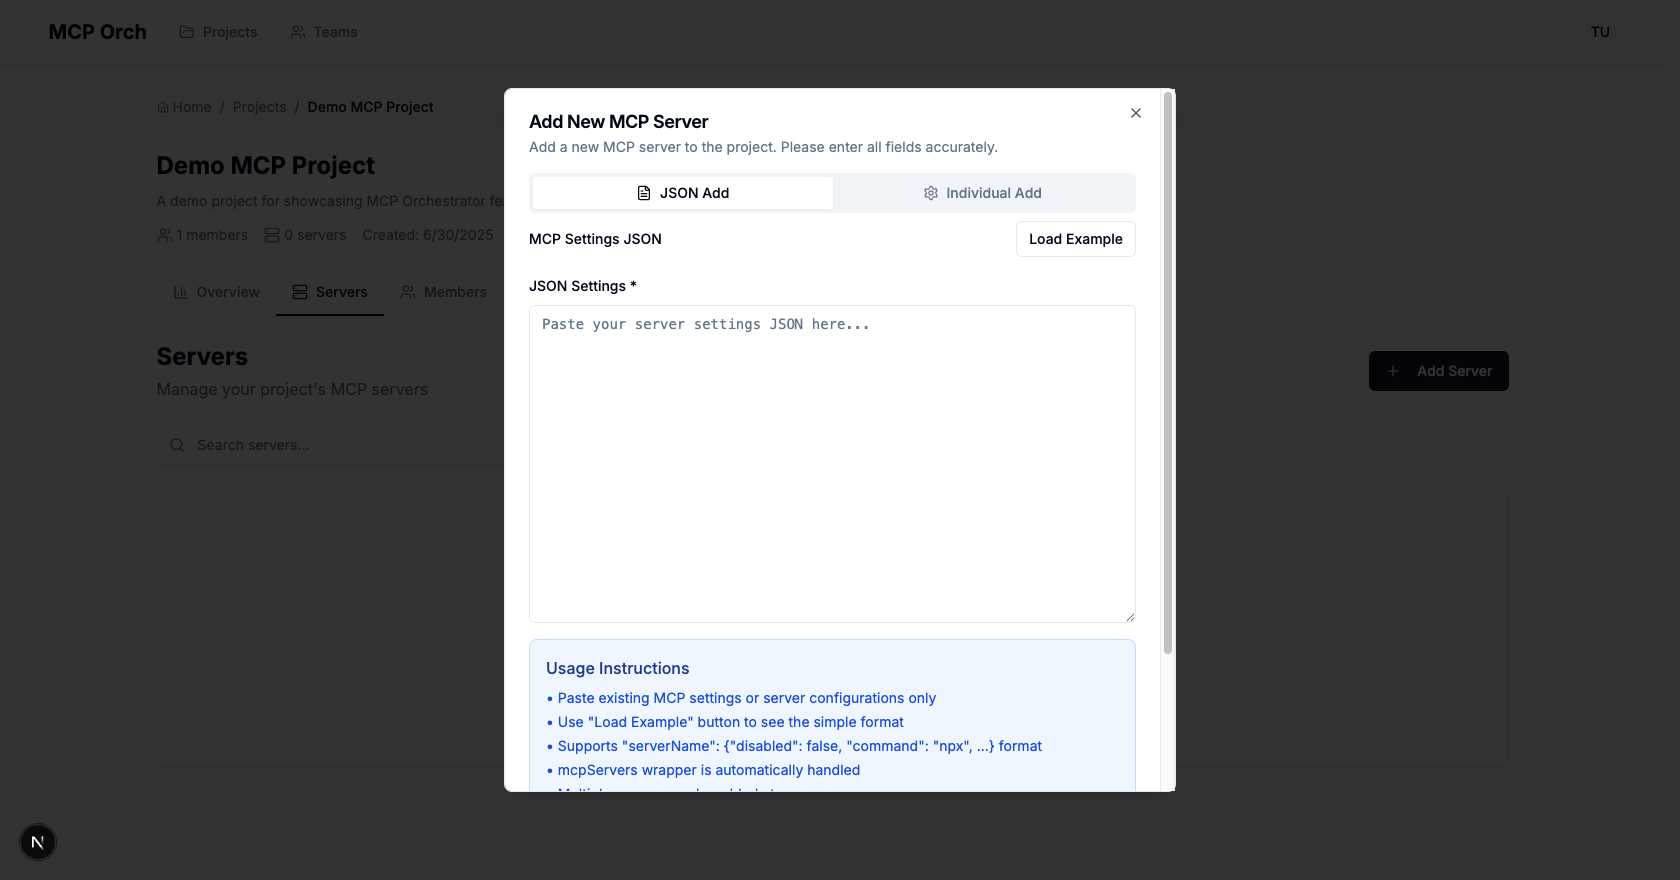 MCP Orch
Projects
Teams
TU
Home / Projects / Demo MCP Project
Demo MCP Project
A demo project for showcasing MCP Orchestrator
1 members
0 servers
Created: 6/30/2025
Overview
Servers
Members
Servers
Manage your project's MCP servers
Add Server
Search servers...
Add New MCP Server
Add a new MCP server to the project. Please enter all fields accurately.
JSON Add
Individual Add
MCP Settings JSON
Load Example
JSON Settings *
Paste your server settings JSON here...
Usage Instructions
• Paste existing MCP settings or server configurations only
• Use "Load Example" button to see the simple format
• Supports "serverName": {"disabled": false, "command": "npx", ...} format
• mcpServers wrapper is automatically handled
N